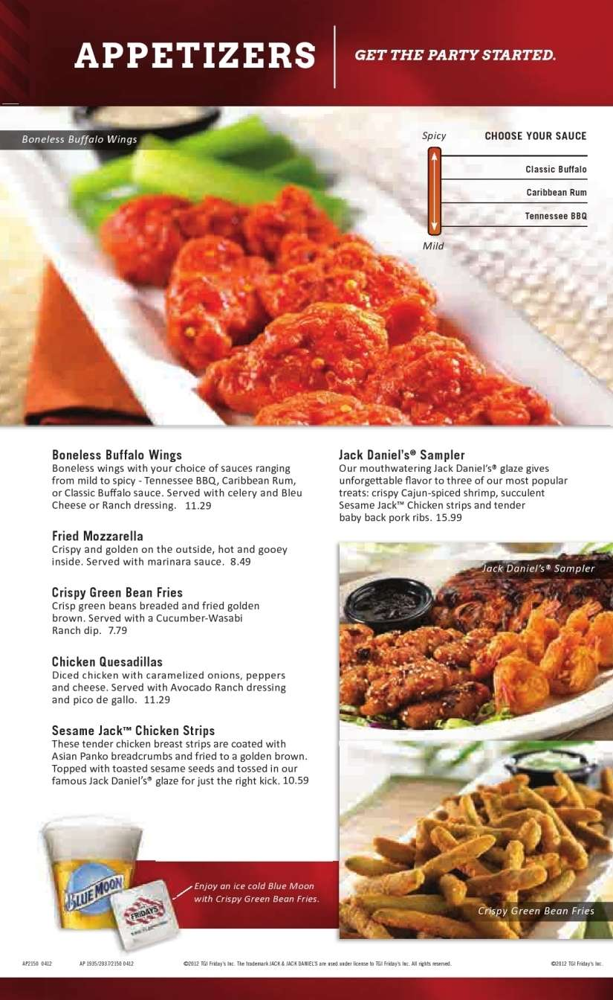 APPETIZERS
GET THE PARTY STARTED.
Boneless Buffalo Wings
Spicy
CHOOSE YOUR SAUCE
Classic Buffalo
Caribbean Rum
Tennessee BBQ
Mild
Boneless Buffalo Wings
Boneless wings with your choice of sauces ranging
from mild to spicy - Tennessee BBQ, Caribbean Rum,
or Classic Buffalo sauce. Served with celery and Bleu
Cheese or Ranch dressing. 11.29
Fried Mozzarella
Crispy and golden on the outside, hot and gooey
inside. Served with marinara sauce. 8.49
Crispy Green Bean Fries
Crisp green beans breaded and fried golden
brown. Served with a Cucumber-Wasabi
Ranch dip. 7.79
Chicken Quesadillas
Diced chicken with caramelized onions, peppers
and cheese. Served with Avocado Ranch dressing
and pico de gallo. 11.29
Sesame Jack™ Chicken Strips
These tender chicken breast strips are coated with
Asian Panko breadcrumbs and fried to a golden brown.
Topped with toasted sesame seeds and tossed in our
famous Jack Daniel's® glaze for just the right kick. 10.59
Jack Daniel's® Sampler
Our mouthwatering Jack Daniel's® glaze gives
unforgettable flavor to three of our most popular
treats: crispy Cajun-spiced shrimp, succulent
Sesame Jack™ Chicken strips and tender
baby back pork ribs. 15.99
Jack Daniel's® Sampler
Crispy Green Bean Fries
BLUE MOON
FRIDAYS
Enjoy an ice cold Blue Moon
with Crispy Green Bean Fries.
AP2150 0412
AP 1935/2037/2150 0412
©2012 TGI Friday's Inc. The trademark JACK & JACK DANIEL'S are used under license to TGI Friday's Inc. All rights reserved.
©2012 TGI Friday's Inc.